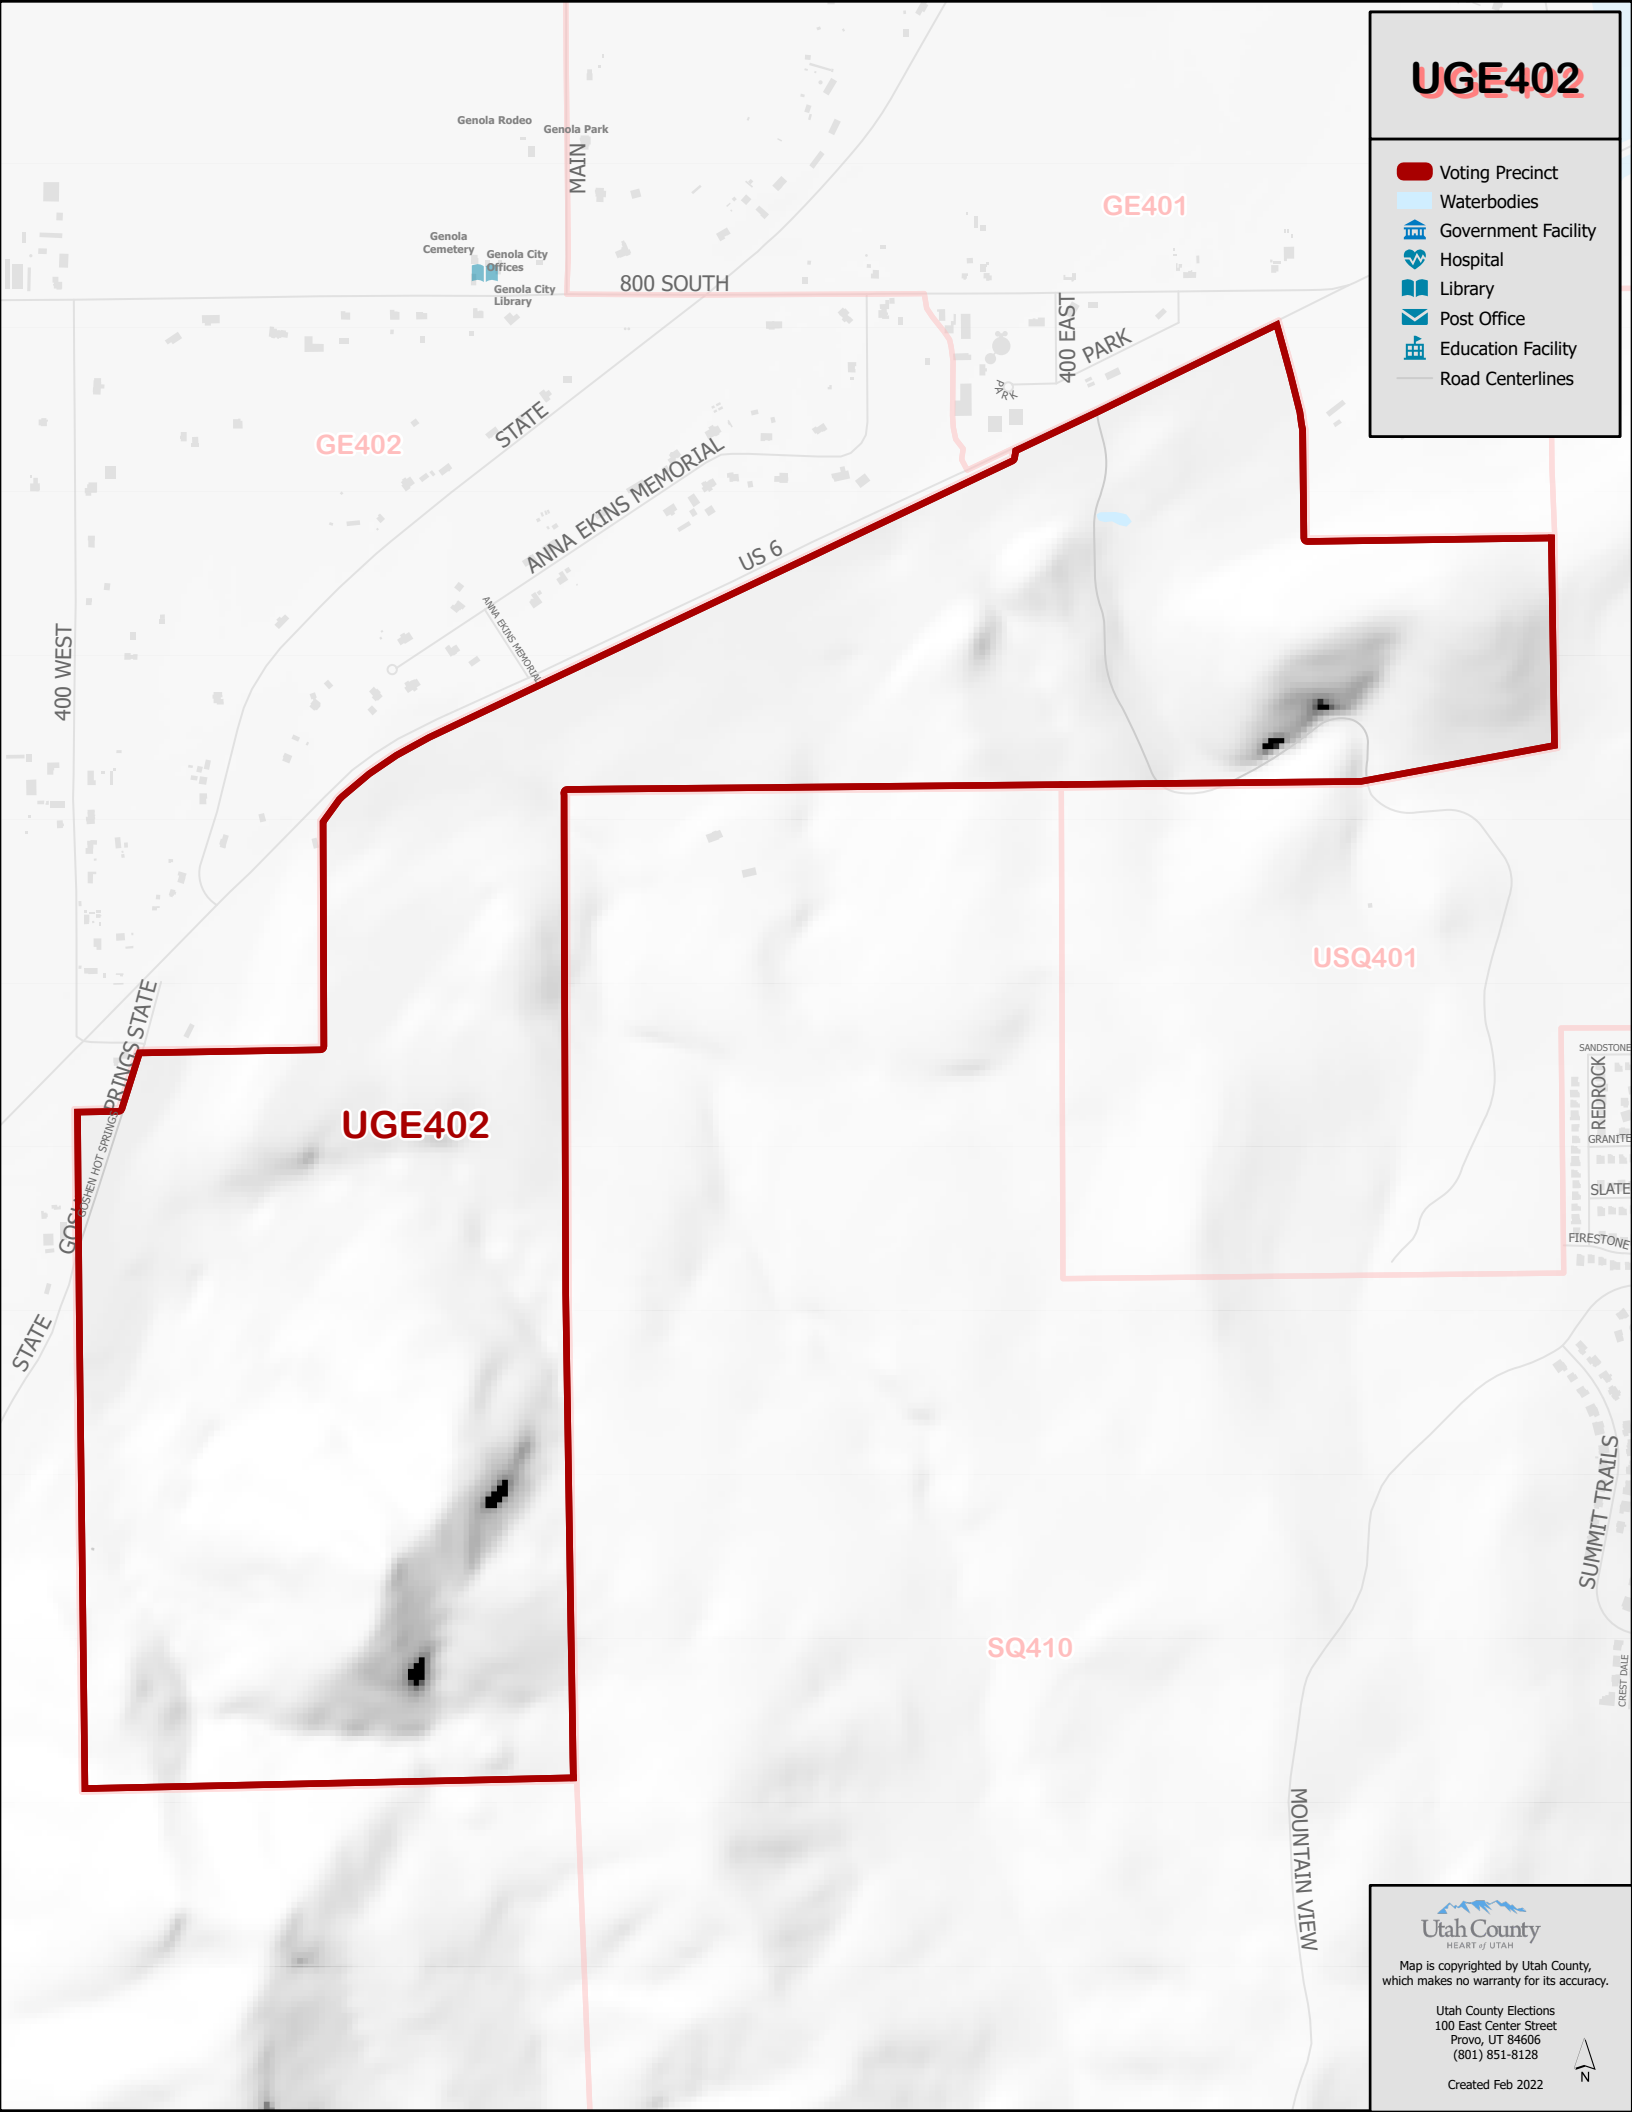 UGE402
Voting Precinct
Waterbodies
Government Facility
Hospital
Library
Post Office
Education Facility
Road Centerlines
Genola Rodeo
Genola Park
MAIN
GE401
Genola
Cemetery
Genola City
Offices
Genola City
Library
800 SOUTH
400 EAST
PARK
PARK
GE402
STATE
ANNA EKINS MEMORIAL
US 6
ANNA EKINS MEMORIAL
400 WEST
USQ401
STATE
SPRINGS
GOSHEN HOT SPRINGS
UGE402
SANDSTONE
REDROCK
GRANITE
SLATE
FIRESTONE
STATE
SUMMIT TRAILS
SQ410
CREST DALE
MOUNTAIN VIEW
Utah County
HEART of UTAH
Map is copyrighted by Utah County,
which makes no warranty for its accuracy.
Utah County Elections
100 East Center Street
Provo, UT 84606
(801) 851-8128
Created Feb 2022
N